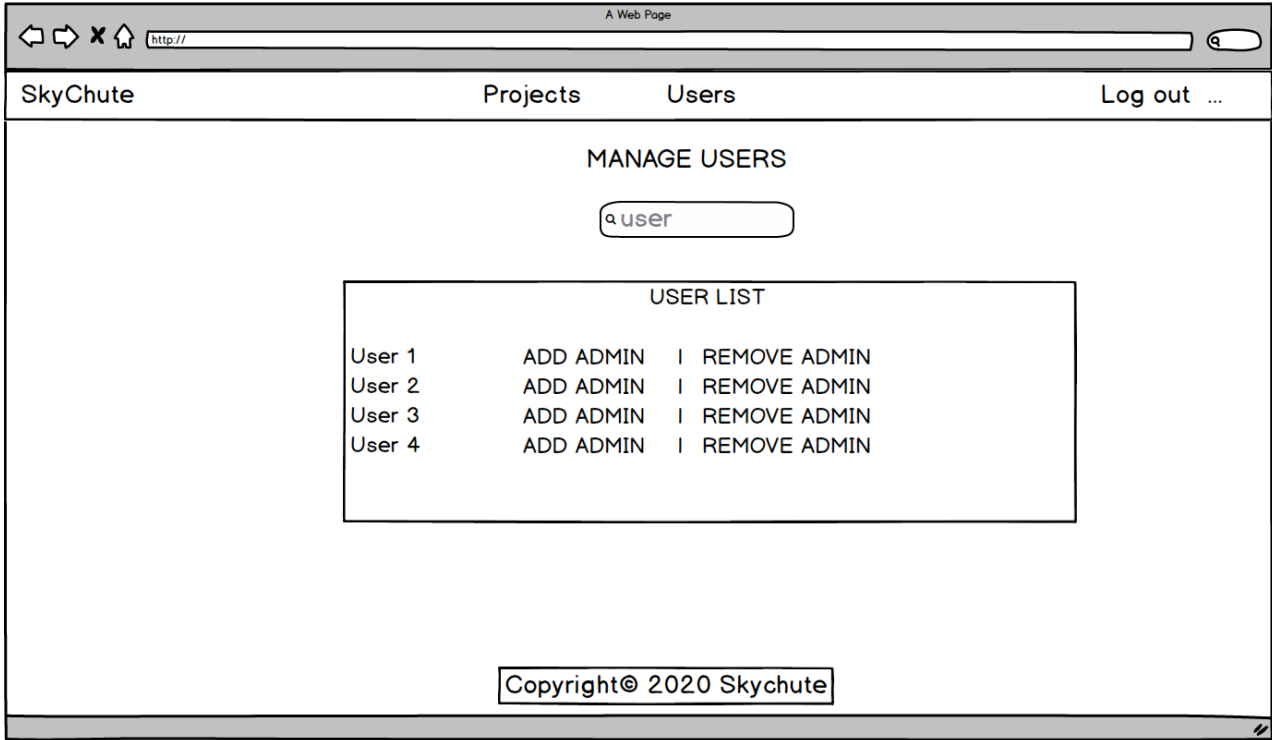 A Web Page
http://
SkyChute Projects Users Log out ...
MANAGE USERS
user
USER LIST
User 1 ADD ADMIN | REMOVE ADMIN
User 2 ADD ADMIN | REMOVE ADMIN
User 3 ADD ADMIN | REMOVE ADMIN
User 4 ADD ADMIN | REMOVE ADMIN
Copyright© 2020 Skychute